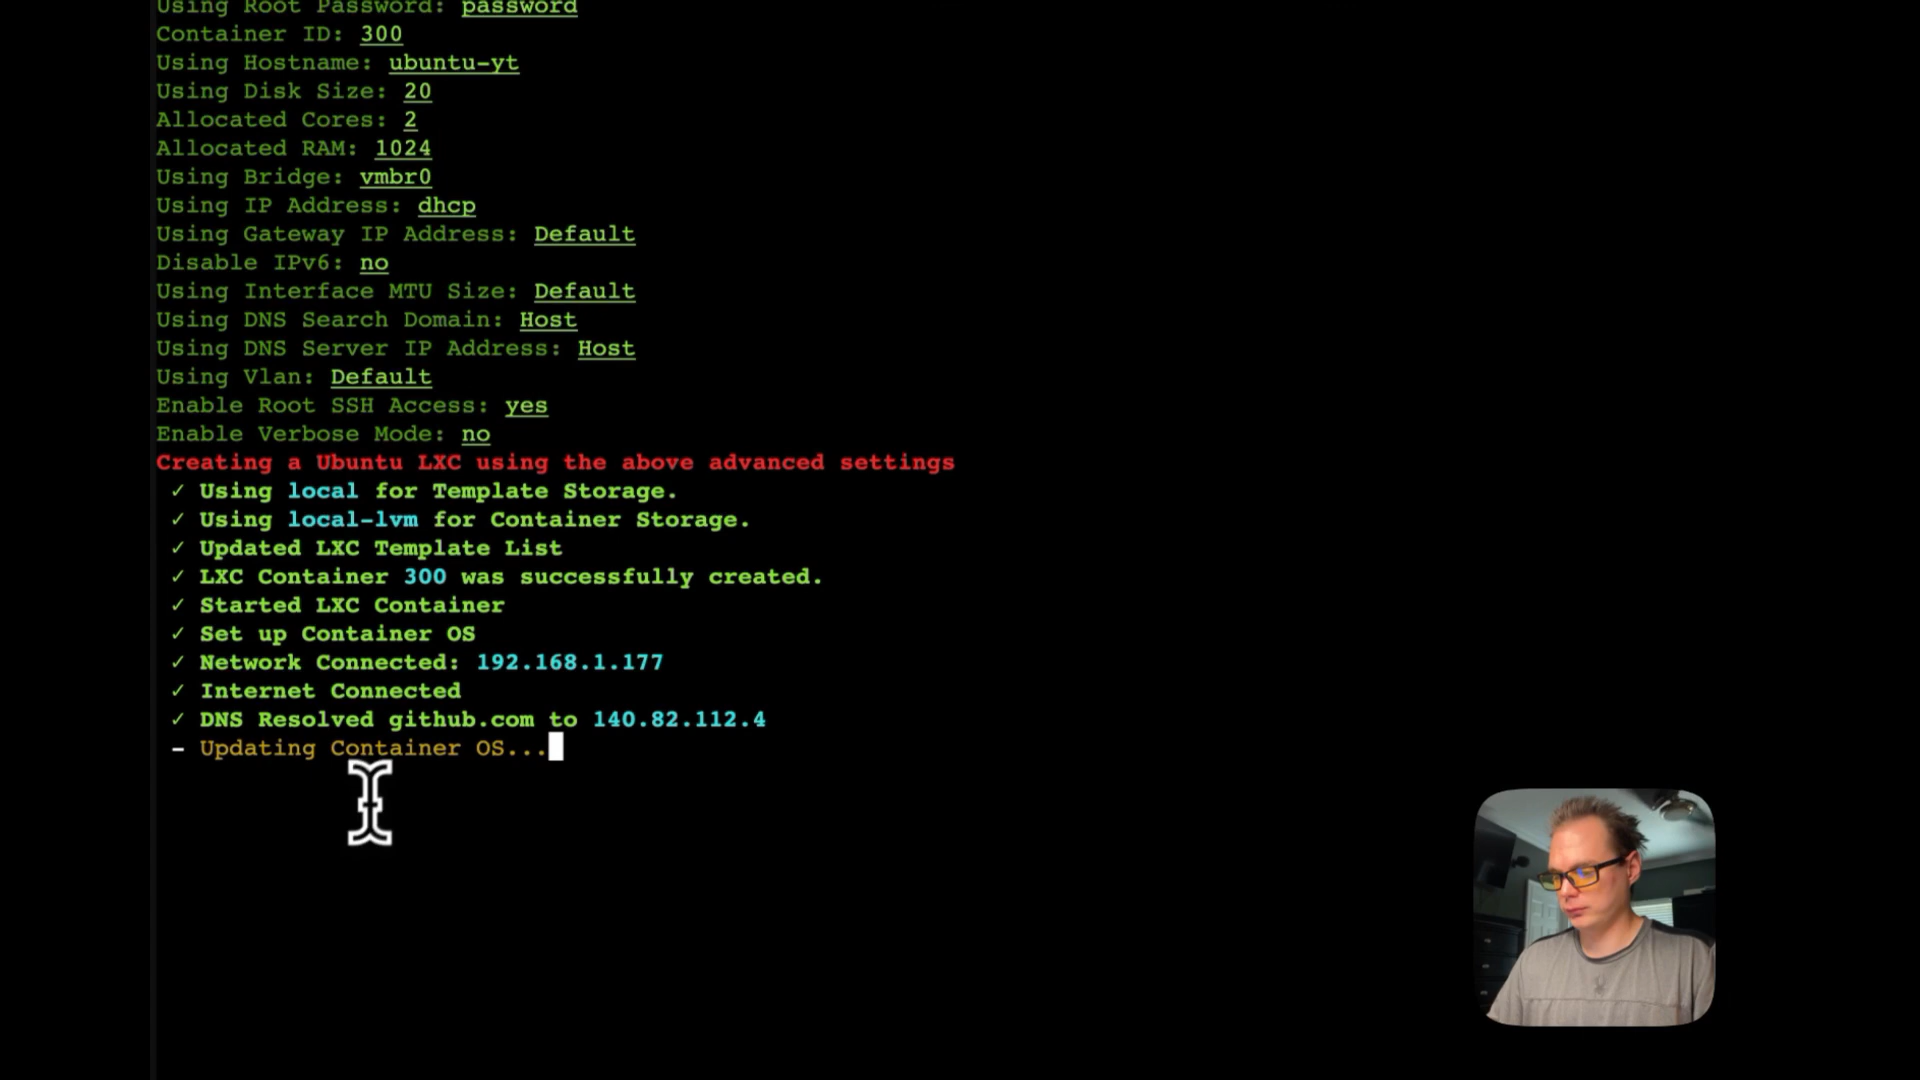 Using Root Password: password
Container ID: 300
Using Hostname: ubuntu-yt
Using Disk Size: 20
Allocated Cores: 2
Allocated RAM: 1024
Using Bridge: vmbr0
Using IP Address: dhcp
Using Gateway IP Address: Default
Disable IPv6: no
Using Interface MTU Size: Default
Using DNS Search Domain: Host
Using DNS Server IP Address: Host
Using Vlan: Default
Enable Root SSH Access: yes
Enable Verbose Mode: no
Creating a Ubuntu LXC using the above advanced settings
✓ Using local for Template Storage.
✓ Using local-lvm for Container Storage.
✓ Updated LXC Template List
✓ LXC Container 300 was successfully created.
✓ Started LXC Container
✓ Set up Container OS
✓ Network Connected: 192.168.1.177
✓ Internet Connected
✓ DNS Resolved github.com to 140.82.112.4
- Updating Container OS...